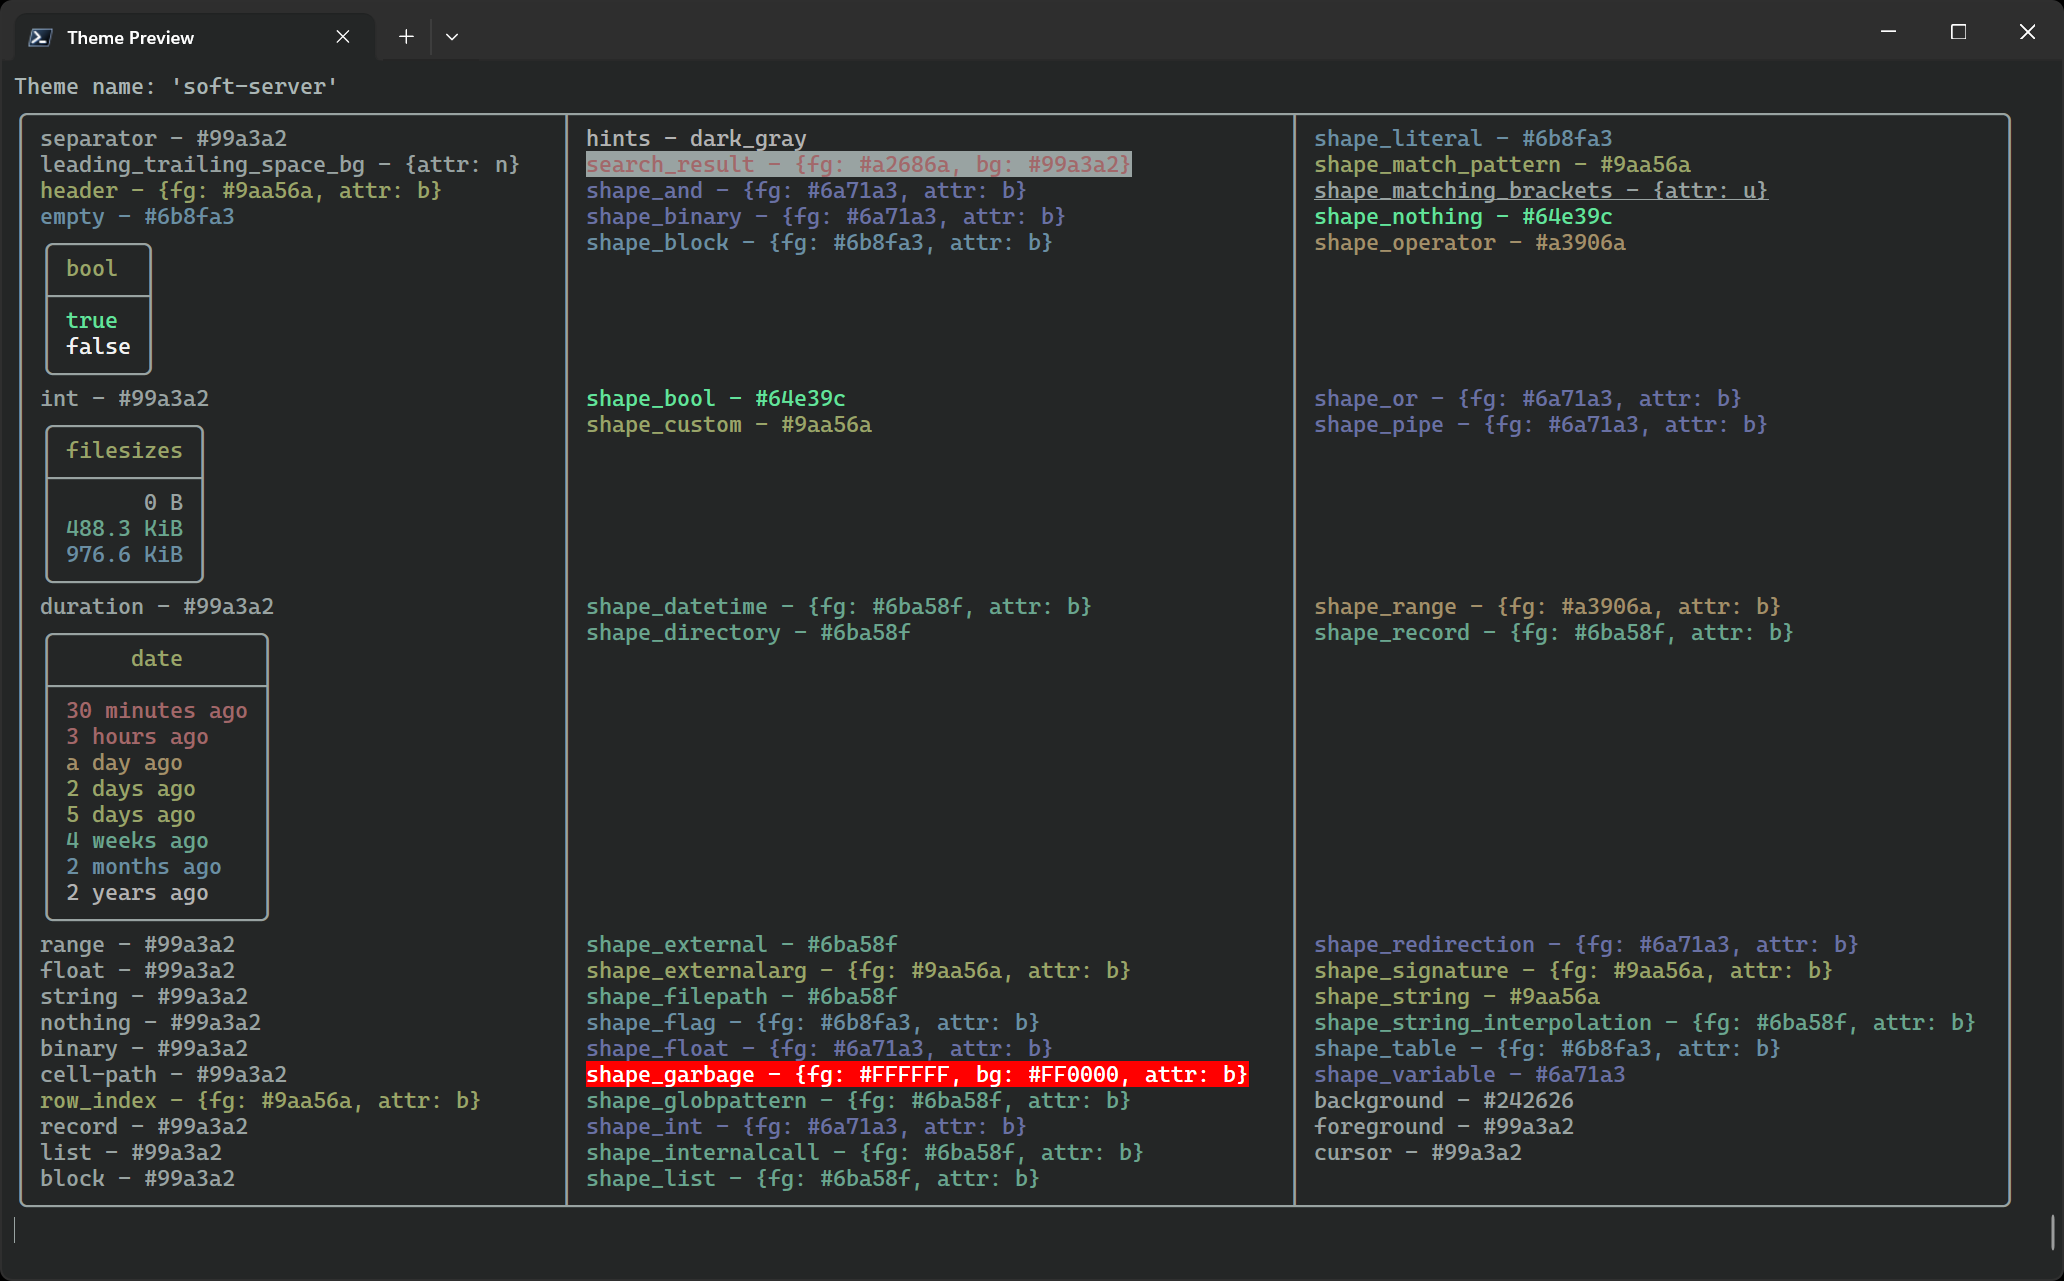 Theme Preview
Theme name: 'soft-server'
separator - #99a3a2
leading_trailing_space_bg - {attr: n}
header - {fg: #9aa56a, attr: b}
empty - #6b8fa3
bool
true
false
int - #99a3a2
filesizes
0 B
488.3 KiB
976.6 KiB
duration - #99a3a2
date
30 minutes ago
3 hours ago
a day ago
2 days ago
5 days ago
4 weeks ago
2 months ago
2 years ago
range - #99a3a2
float - #99a3a2
string - #99a3a2
nothing - #99a3a2
binary - #99a3a2
cell-path - #99a3a2
row_index - {fg: #9aa56a, attr: b}
record - #99a3a2
list - #99a3a2
block - #99a3a2
hints - dark_gray
search_result - {fg: #a2686a, bg: #99a3a2}
shape_and - {fg: #6a71a3, attr: b}
shape_binary - {fg: #6a71a3, attr: b}
shape_block - {fg: #6b8fa3, attr: b}
shape_bool - #64e39c
shape_custom - #9aa56a
shape_datetime - {fg: #6ba58f, attr: b}
shape_directory - #6ba58f
shape_external - #6ba58f
shape_externalarg - {fg: #9aa56a, attr: b}
shape_filepath - #6ba58f
shape_flag - {fg: #6b8fa3, attr: b}
shape_float - {fg: #6a71a3, attr: b}
shape_garbage - {fg: #FFFFFF, bg: #FF0000, attr: b}
shape_globpattern - {fg: #6ba58f, attr: b}
shape_int - {fg: #6a71a3, attr: b}
shape_internalcall - {fg: #6ba58f, attr: b}
shape_list - {fg: #6ba58f, attr: b}
shape_literal - #6b8fa3
shape_match_pattern - #9aa56a
shape_matching_brackets - {attr: u}
shape_nothing - #64e39c
shape_operator - #a3906a
shape_or - {fg: #6a71a3, attr: b}
shape_pipe - {fg: #6a71a3, attr: b}
shape_range - {fg: #a3906a, attr: b}
shape_record - {fg: #6ba58f, attr: b}
shape_redirection - {fg: #6a71a3, attr: b}
shape_signature - {fg: #9aa56a, attr: b}
shape_string - #9aa56a
shape_string_interpolation - {fg: #6ba58f, attr: b}
shape_table - {fg: #6b8fa3, attr: b}
shape_variable - #6a71a3
background - #242626
foreground - #99a3a2
cursor - #99a3a2